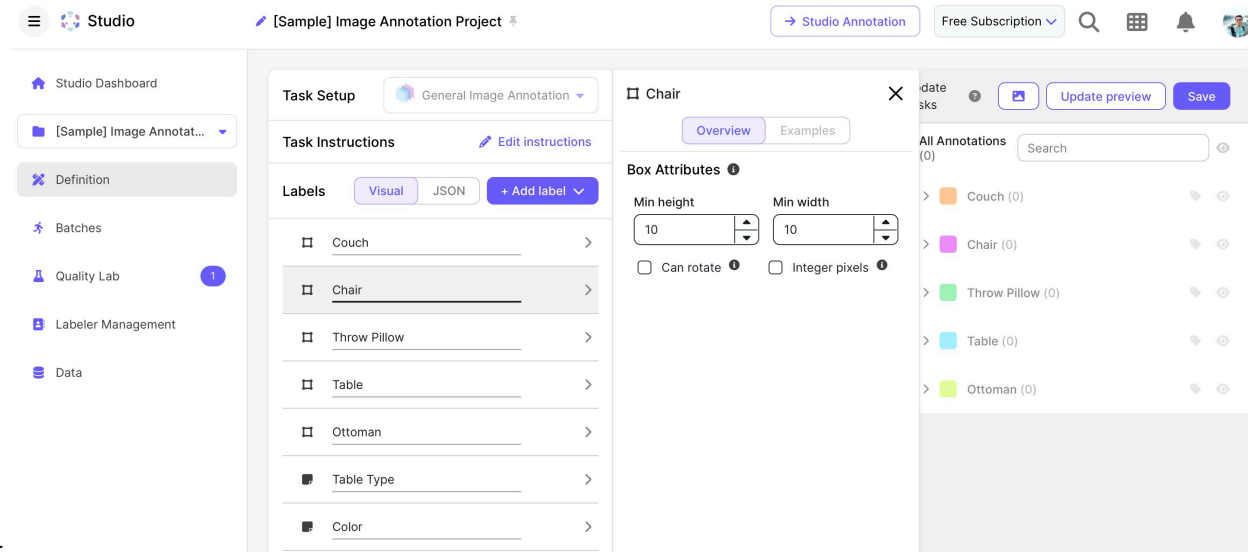 Studio
[Sample] Image Annotation Project
→ Studio Annotation
Free Subscription
Studio Dashboard
[Sample] Image Annotat...
Definition
Batches
Quality Lab
1
Labeler Management
Data
Task Setup
General Image Annotation
Task Instructions
Edit instructions
Labels
Visual
JSON
+ Add label
Couch
Chair
Throw Pillow
Table
Ottoman
Table Type
Color
Chair
Overview
Examples
Box Attributes
Min height
Min width
10
10
Can rotate
Integer pixels
date
sks
Update preview
Save
All Annotations
(0)
Search
Couch (0)
Chair (0)
Throw Pillow (0)
Table (0)
Ottoman (0)